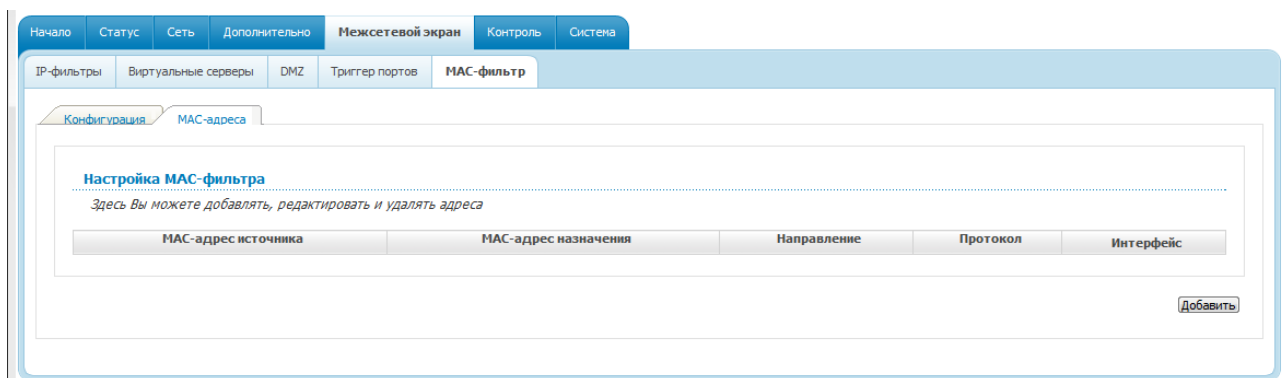 Начало Статус Сеть Дополнительно Межсетевой экран Контроль Система
IP-фильтры Виртуальные серверы DMZ Триггер портов MAC-фильтр
Конфигурация MAC-адреса
Настройка MAC-фильтра
Здесь Вы можете добавлять, редактировать и удалять адреса
MAC-адрес источника MAC-адрес назначения Направление Протокол Интерфейс
Добавить